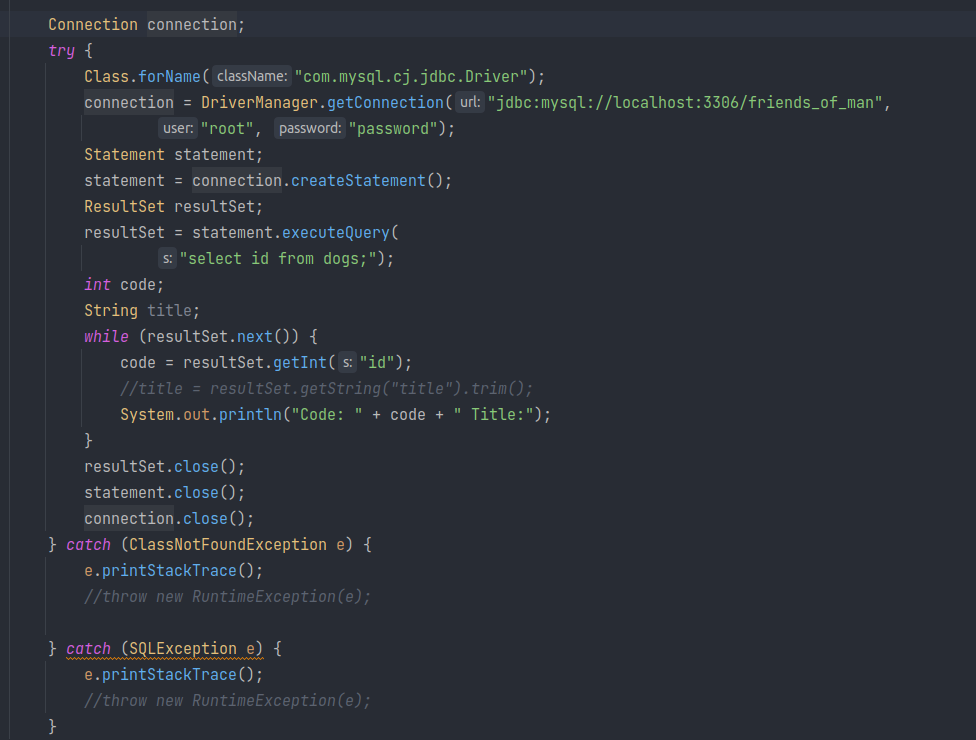 Connection connection;
try {
Class.forName( className: "com.mysql.cj.jdbc.Driver");
connection = DriverManager.getConnection( url: "jdbc:mysql://localhost:3306/friends_of_man",
user: "root", password: "password");
Statement statement;
statement = connection.createStatement();
ResultSet resultSet;
resultSet = statement.executeQuery(
s: "select id from dogs;");
int code;
String title;
while (resultSet.next()) {
code = resultSet.getInt( s: "id");
//title = resultSet.getString("title").trim();
System.out.println("Code: " + code + " Title:");
}
resultSet.close();
statement.close();
connection.close();
} catch (ClassNotFoundException e) {
e.printStackTrace();
//throw new RuntimeException(e);
} catch (SQLException e) {
e.printStackTrace();
//throw new RuntimeException(e);
}